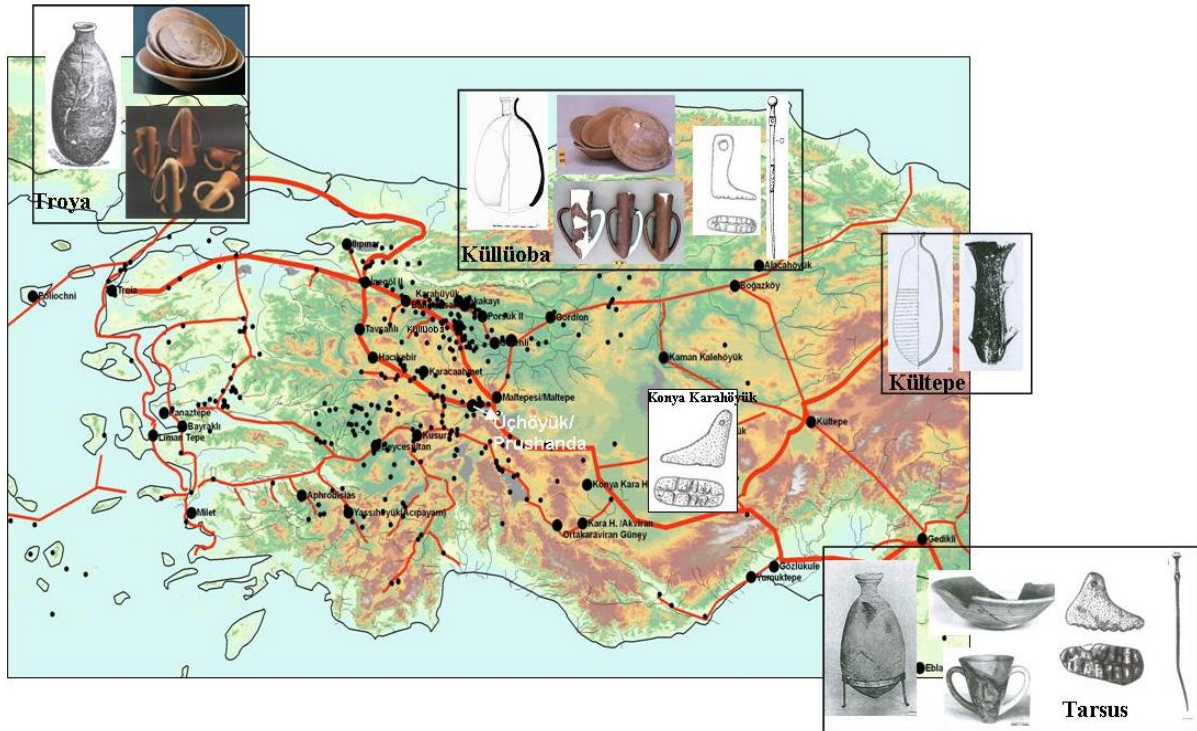 Troya
Küllüoba
Kültepe
Konya Karahöyük
Tarsus
Ilıpınar
Alacahöyük
Boğazköy
İnegöl II
Poliochni
Troia
Karahüyük
Porsuk II
Gordion
Tavşanlı
Küllüoba
Hacıkebir
Kaman Kalehöyük
Karacaahmet
Maltepesi/Maltepe
Panaztepe
Üçhöyük/
Prushanda
Bayraklı
Kültepe
Liman Tepe
Kusura
Beycesultan
Konya Kara H
Aphrodisias
Milet
Yassıhöyük(Acıpayam)
Kara H. /Akviran
Ortakaraviran Güney
Gedikli
Gözlükule
Yumuktepe
Ebla